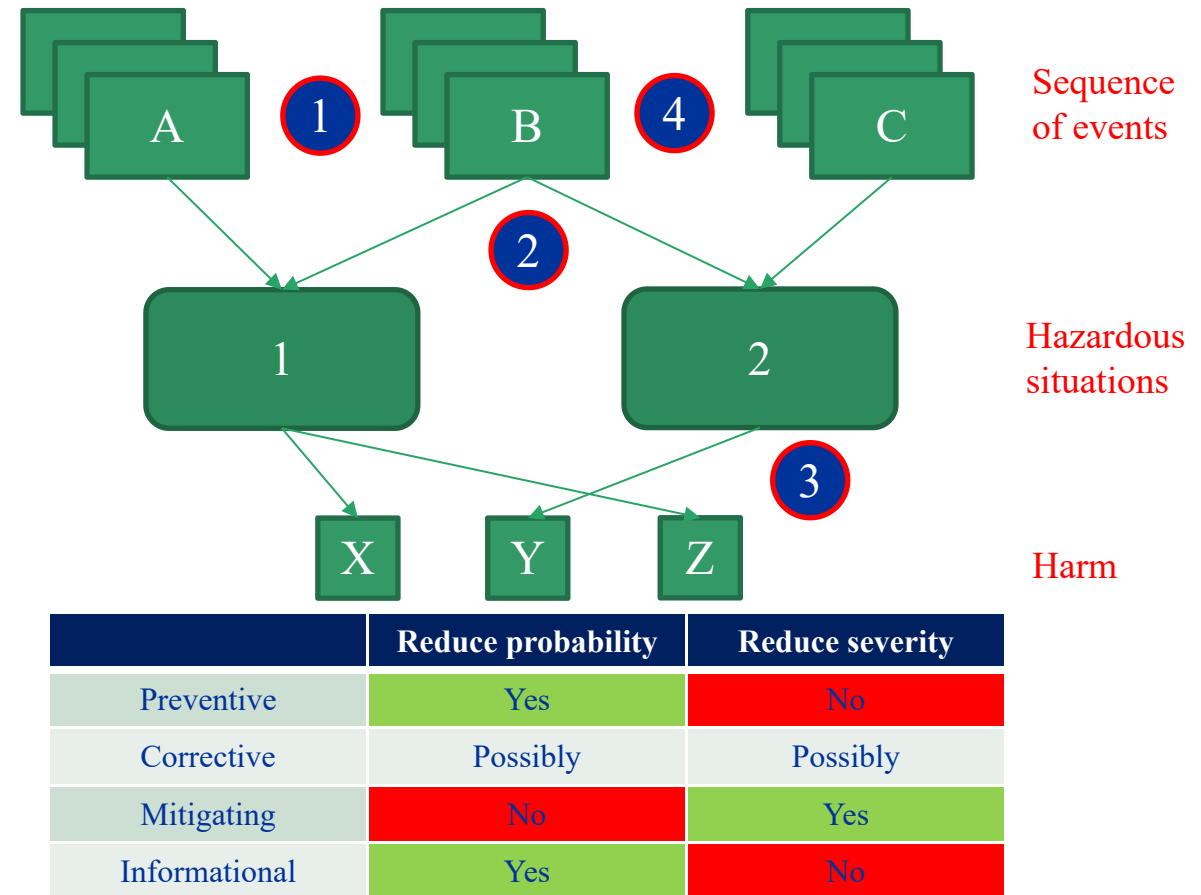 A
1
B
4
C
Sequence
of events
2
1
2
Hazardous
situations
3
X
Y
Z
Harm
Reduce probability Reduce severity
Preventive Yes No
Corrective Possibly Possibly
Mitigating No Yes
Informational Yes No